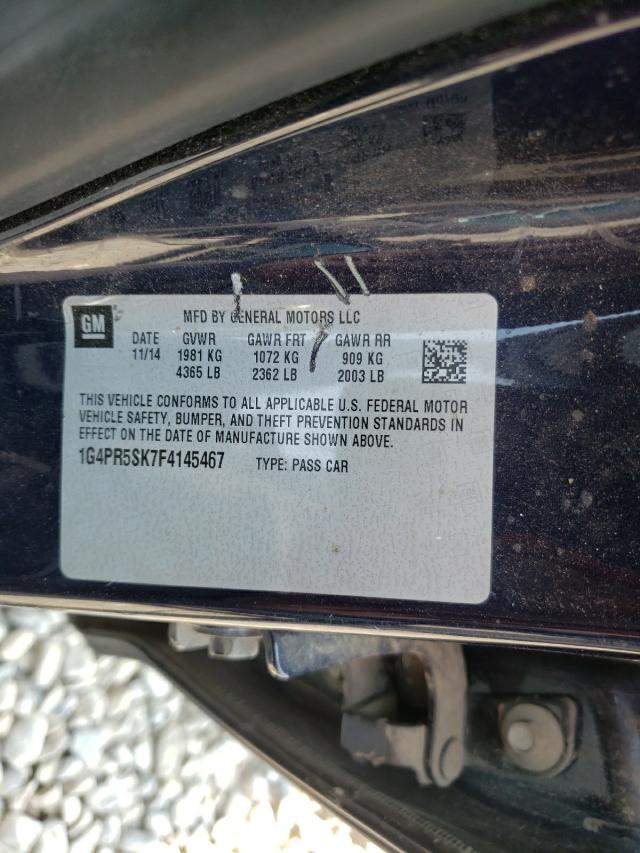 GM
MFD BY GENERAL MOTORS LLC
DATE GVWR GAWR FRT GAWR RR
11/14 1981 KG 1072 KG 909 KG
4365 LB 2362 LB 2003 LB
THIS VEHICLE CONFORMS TO ALL APPLICABLE U.S. FEDERAL MOTOR
VEHICLE SAFETY, BUMPER, AND THEFT PREVENTION STANDARDS IN
EFFECT ON THE DATE OF MANUFACTURE SHOWN ABOVE.
1G4PR5SK7F4145467 TYPE: PASS CAR